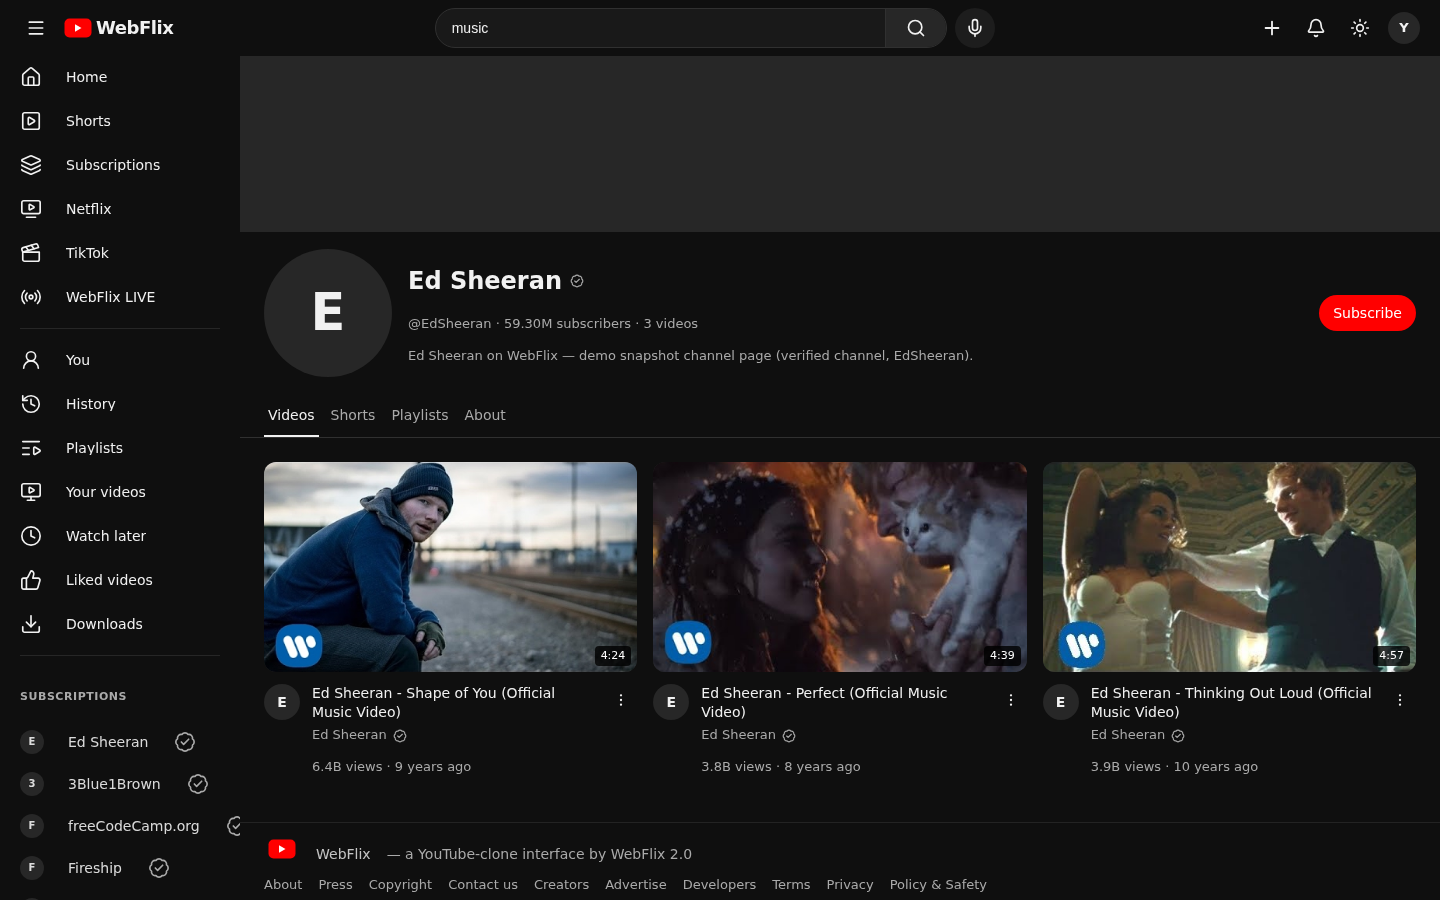 WebFlix
music
Y
Home
Shorts
Subscriptions
Netflix
TikTok
WebFlix LIVE
You
History
Playlists
Your videos
Watch later
Liked videos
Downloads
SUBSCRIPTIONS
E Ed Sheeran
3 3Blue1Brown
F freeCodeCamp.org
F Fireship
E
Ed Sheeran
@EdSheeran · 59.30M subscribers · 3 videos
Ed Sheeran on WebFlix — demo snapshot channel page (verified channel, EdSheeran).
Subscribe
Videos Shorts Playlists About
4:24
E
Ed Sheeran - Shape of You (Official
Music Video)
Ed Sheeran
6.4B views · 9 years ago
4:39
E
Ed Sheeran - Perfect (Official Music
Video)
Ed Sheeran
3.8B views · 8 years ago
4:57
E
Ed Sheeran - Thinking Out Loud (Official
Music Video)
Ed Sheeran
3.9B views · 10 years ago
WebFlix — a YouTube-clone interface by WebFlix 2.0
About Press Copyright Contact us Creators Advertise Developers Terms Privacy Policy & Safety